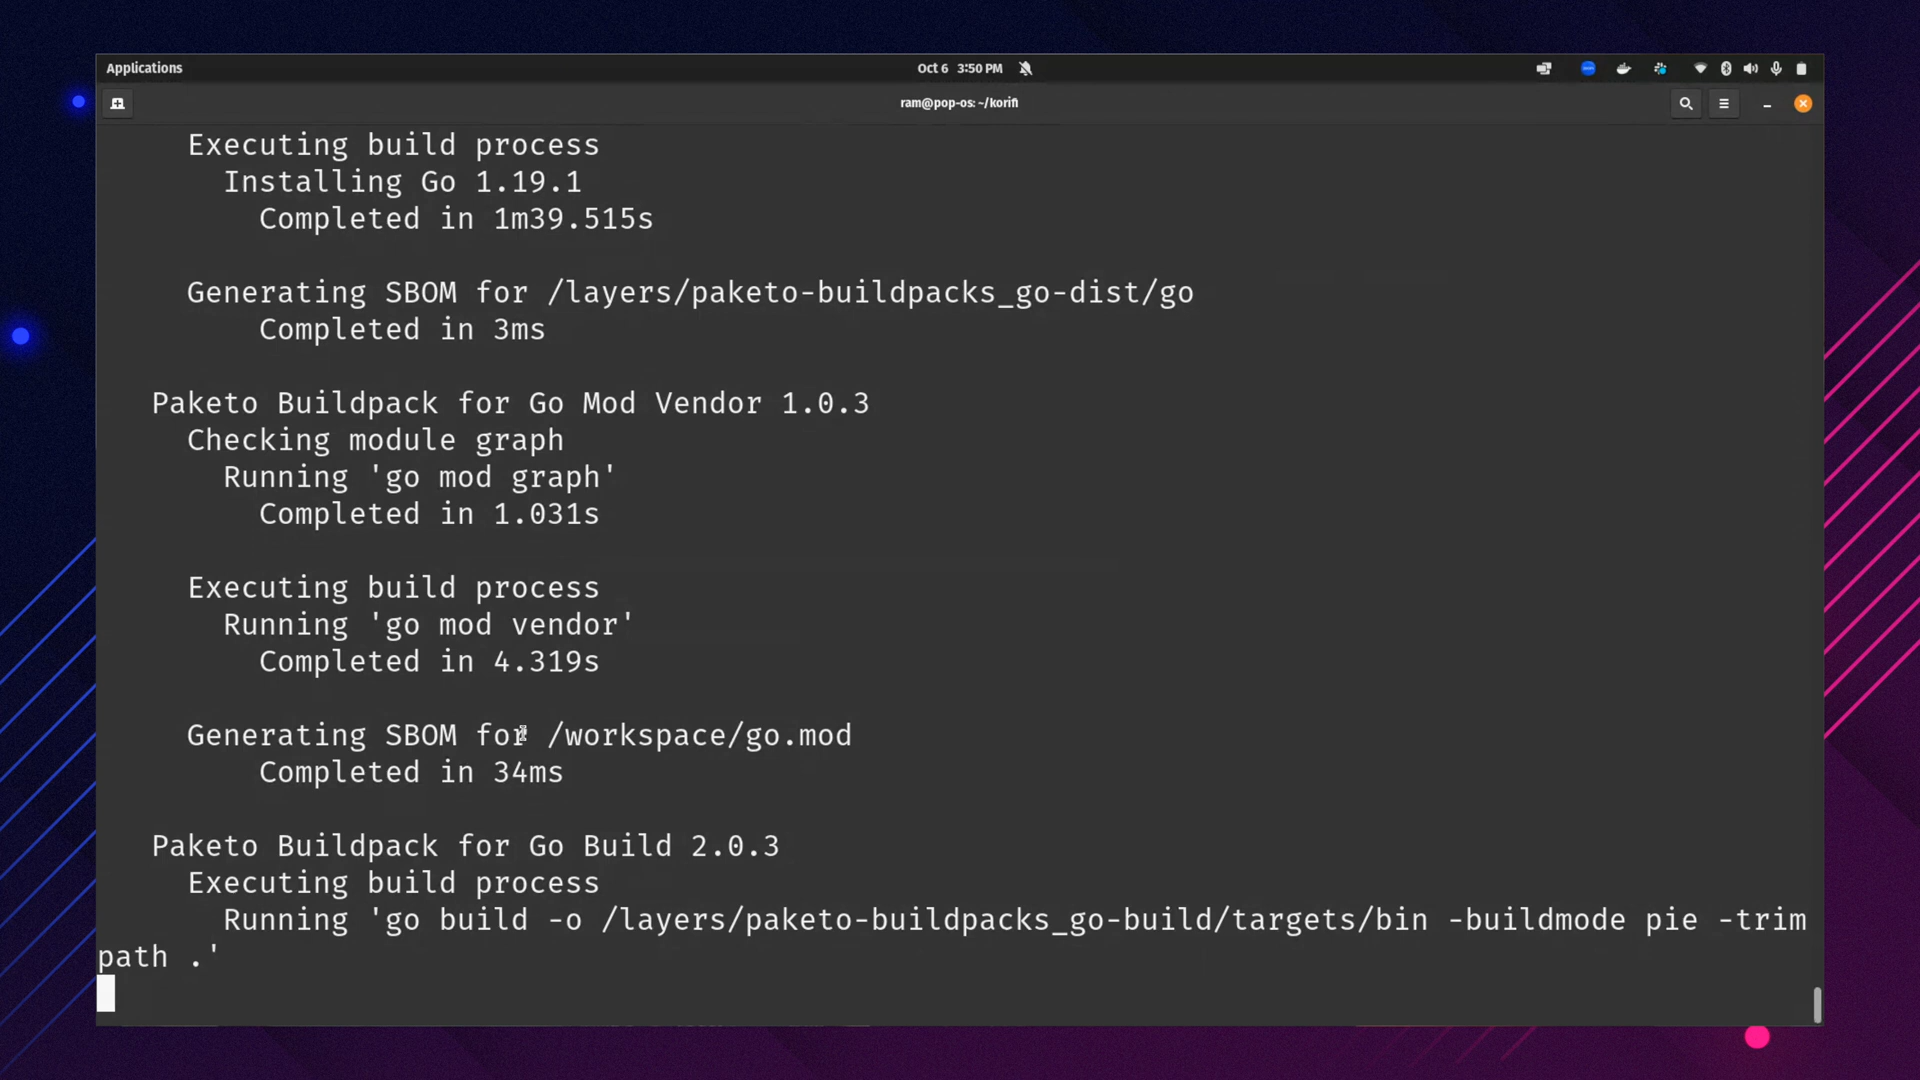 Applications
Oct 6 3:50 PM
ram@pop-os: ~/korifi
Executing build process
Installing Go 1.19.1
Completed in 1m39.515s
Generating SBOM for /layers/paketo-buildpacks_go-dist/go
Completed in 3ms
Paketo Buildpack for Go Mod Vendor 1.0.3
Checking module graph
Running 'go mod graph'
Completed in 1.031s
Executing build process
Running 'go mod vendor'
Completed in 4.319s
Generating SBOM for /workspace/go.mod
Completed in 34ms
Paketo Buildpack for Go Build 2.0.3
Executing build process
Running 'go build -o /layers/paketo-buildpacks_go-build/targets/bin -buildmode pie -trim
path .'